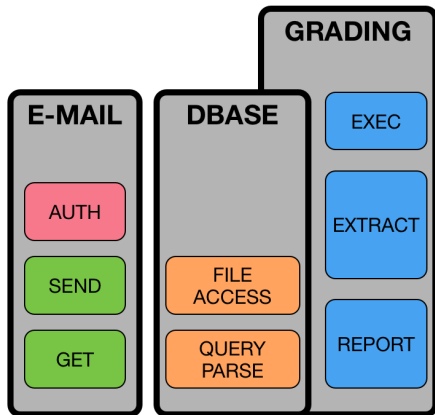 GRADING
E-MAIL
DBASE
EXEC
AUTH
EXTRACT
SEND
FILE
ACCESS
GET
QUERY
PARSE
REPORT